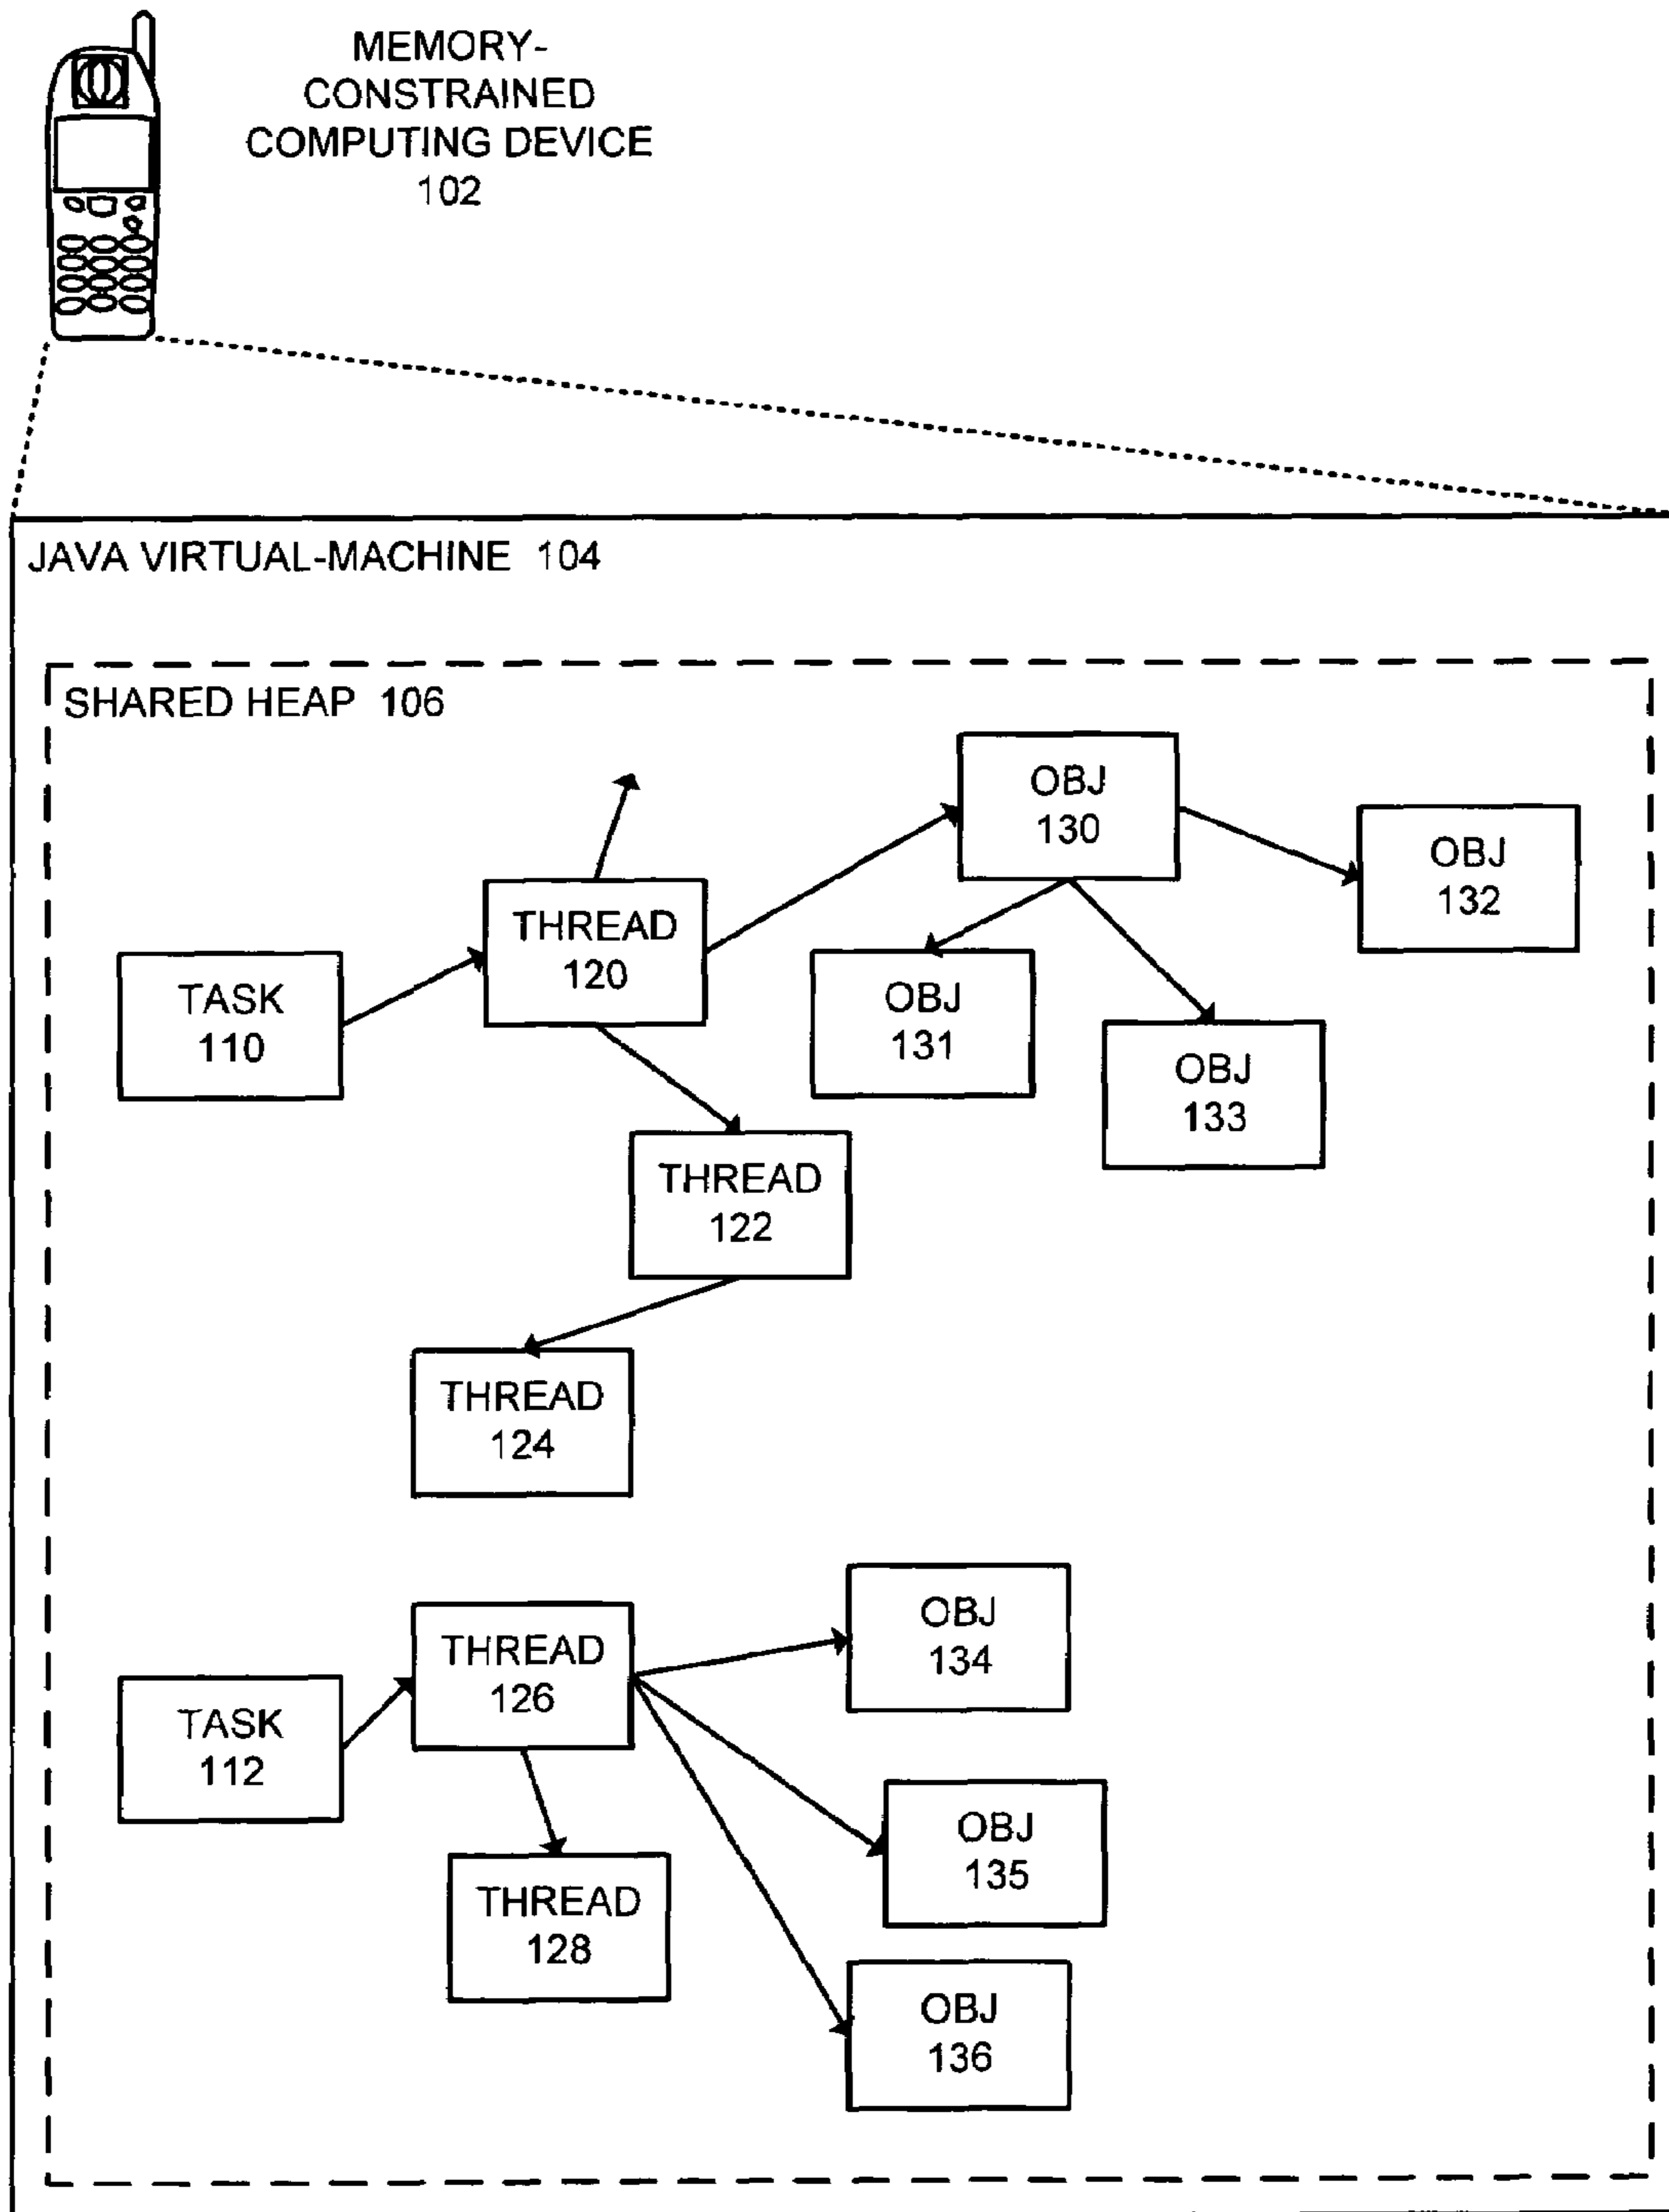 MEMORY-
CONSTRAINED
COMPUTING DEVICE
102
JAVA VIRTUAL-MACHINE 104
SHARED HEAP 106
OBJ
130
OBJ
132
THREAD
120
TASK
110
OBJ
131
OBJ
133
THREAD
122
THREAD
124
OBJ
134
THREAD
126
TASK
112
OBJ
135
THREAD
128
OBJ
136